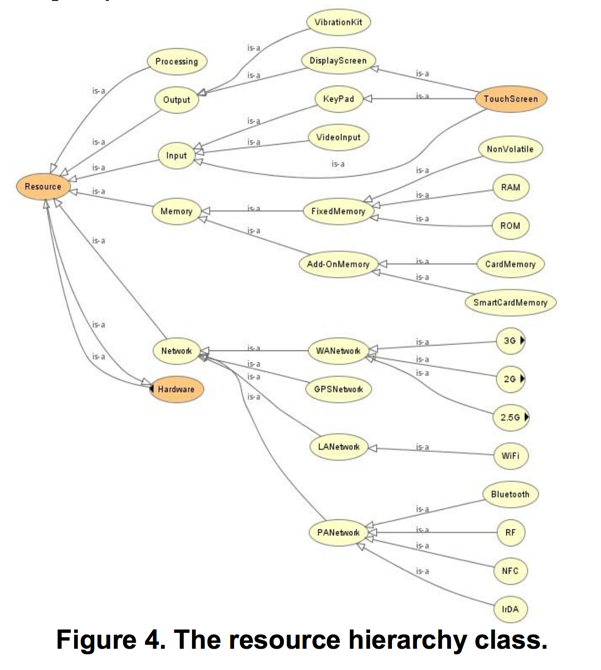 VibrationKit
is-a
Processing
DisplayScreen
is-a
is-a
is-a
Output
KeyPad
is-a
TouchScreen
is-a
is-a
VideoInput
Input
is-a
is-a
NonVolatile
is-a
is-a
Resource
RAM
is-a
is-a
Memory
is-a
FixedMemory
is-a
ROM
is-a
is-a
Add-OnMemory
is-a
CardMemory
is-a
SmartCardMemory
is-a
is-a
Network
is-a
WANetwork
is-a
3G
is-a
is-a
2G
is-a
is-a
Hardware
GPSNetwork
is-a
2.5G
LANetwork
is-a
WiFi
Bluetooth
is-a
PANetwork
is-a
RF
is-a
NFC
is-a
IrDA
Figure 4. The resource hierarchy class.